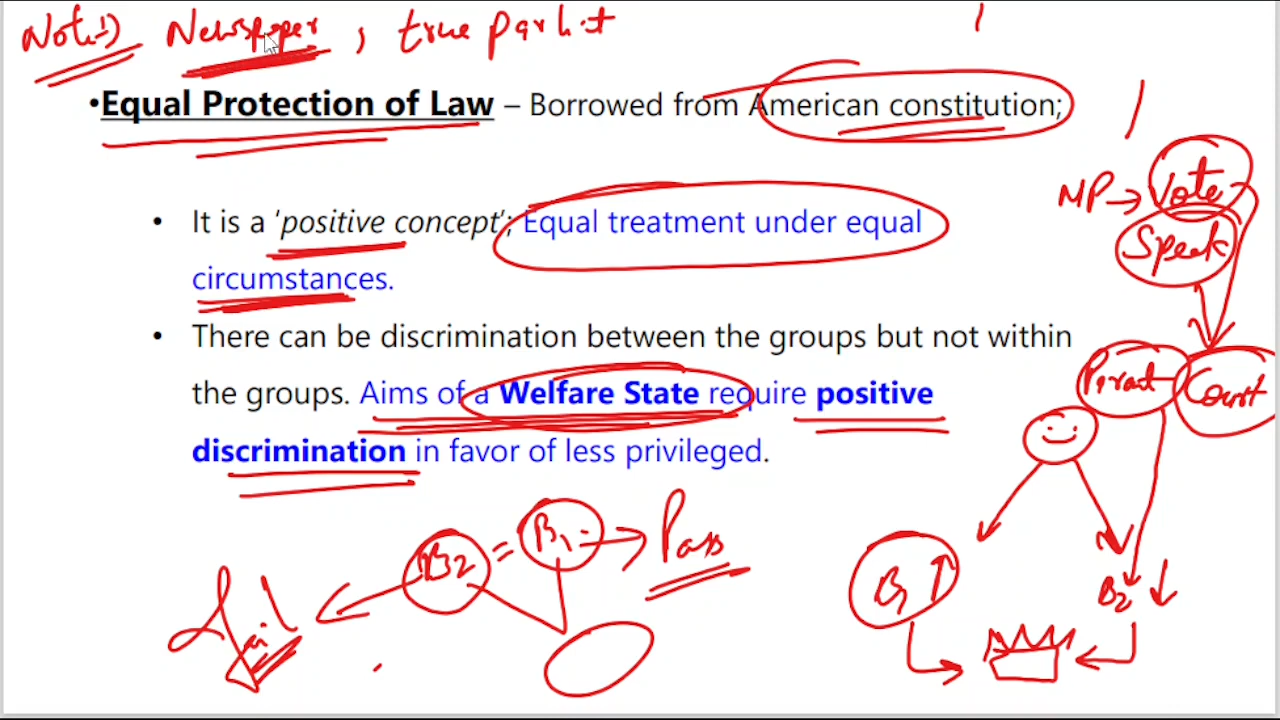 Note:1) Newspaper, true parl
•Equal Protection of Law – Borrowed from American constitution;
MP → Vote
Speak
• It is a 'positive concept'; Equal treatment under equal
circumstances.
• There can be discrimination between the groups but not within
the groups. Aims of a Welfare State require positive
discrimination in favor of less privileged.
Court
B2 = B1 → Pass
fail
B1 ↑ B2 ↓